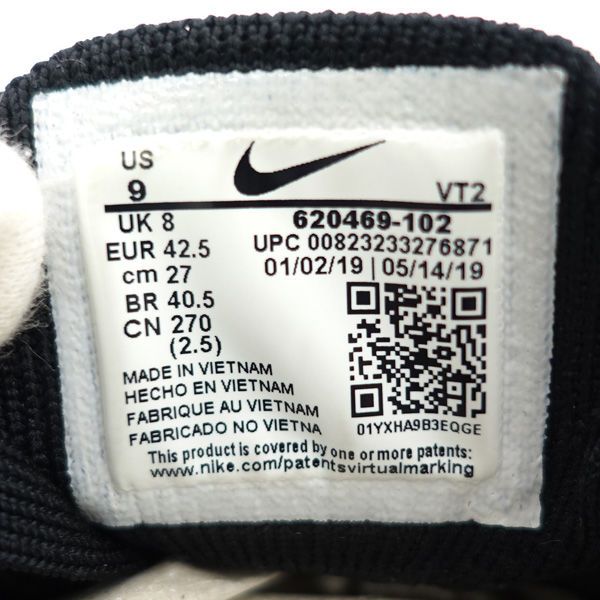 US
9 VT2
UK 8 620469-102
EUR 42.5 UPC 00823233276871
cm 27 01/02/19 | 05/14/19
BR 40.5
CN 270
(2.5)
MADE IN VIETNAM
HECHO EN VIETNAM
FABRIQUE AU VIETNAM
FABRICADO NO VIETNÃ
01YXHA9B3EQGE
This product is covered by one or more patents:
www.nike.com/patentsvirtualmarking